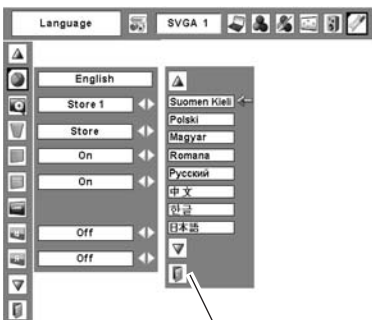 Language
SVGA 1
English
Store 1
Store
On
On
Off
Off
Suomen Kieli
Polski
Magyar
Romana
Русский
中文
한글
日本語